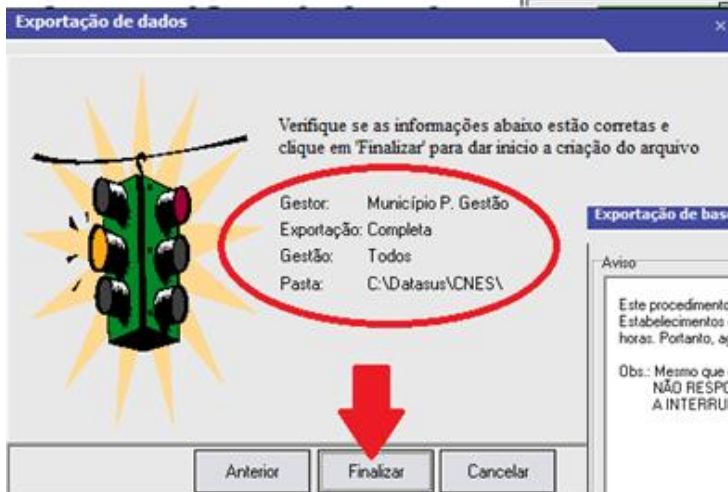 Exportação de dados
Verifique se as informações abaixo estão corretas e
clique em 'Finalizar' para dar inicio a criação do arquivo
Gestor: Município P. Gestão
Exportação: Completa
Gestão: Todos
Pasta: C:\Datasus\CNES\
Anterior
Finalizar
Cancelar
Exportação de bas
Aviso
Este procedimento
Estabelecimentos
horas. Portanto, a
Obs.: Mesmo que
NÃO RESPO
A INTERRU